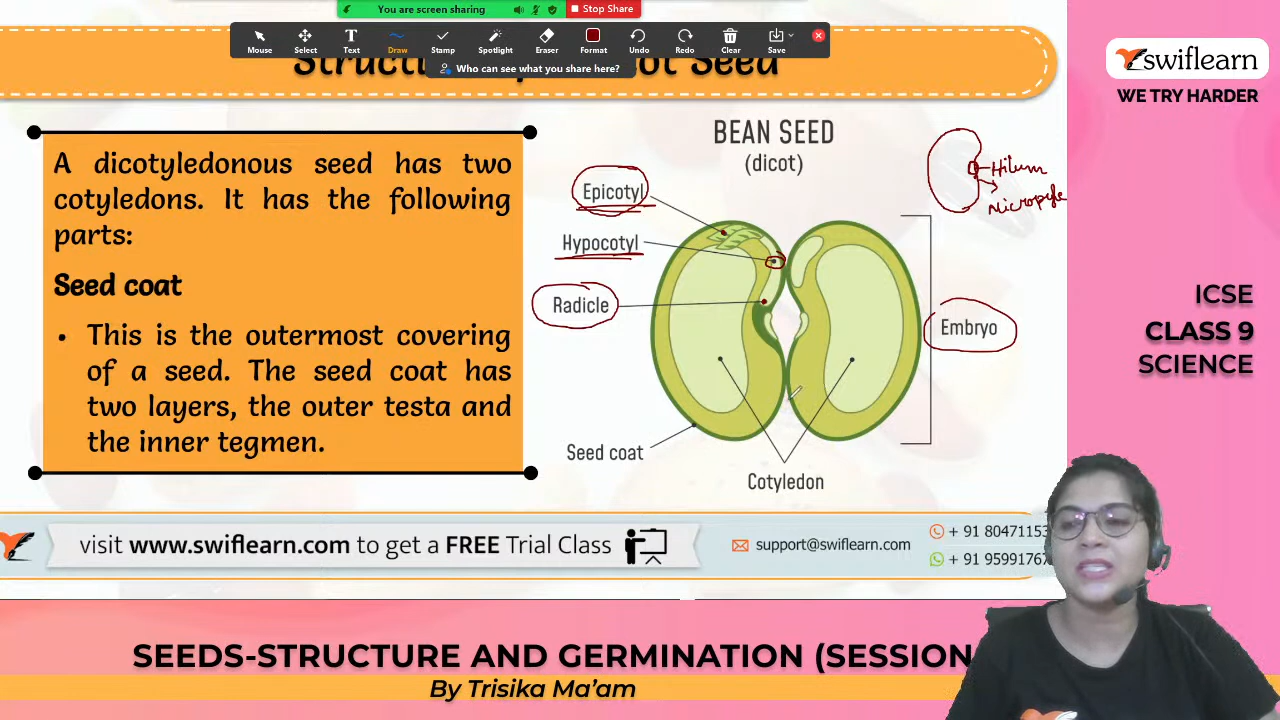 You are screen sharing
Stop Share
Mouse
Select
Text
Draw
Stamp
Spotlight
Eraser
Format
Undo
Redo
Clear
Save
Who can see what you share here?
Seed
swiflearn
WE TRY HARDER
A dicotyledonous seed has two
cotyledons. It has the following
parts:
Seed coat
• This is the outermost covering
of a seed. The seed coat has
two layers, the outer testa and
the inner tegmen.
BEAN SEED
(dicot)
Epicotyl
Hypocotyl
Radicle
Seed coat
Cotyledon
Embryo
Hilum
Micropyle
ICSE
CLASS 9
SCIENCE
visit www.swiflearn.com to get a FREE Trial Class
support@swiflearn.com
+ 91 80471153
+ 91 95991767
SEEDS-STRUCTURE AND GERMINATION (SESSION
By Trisika Ma'am